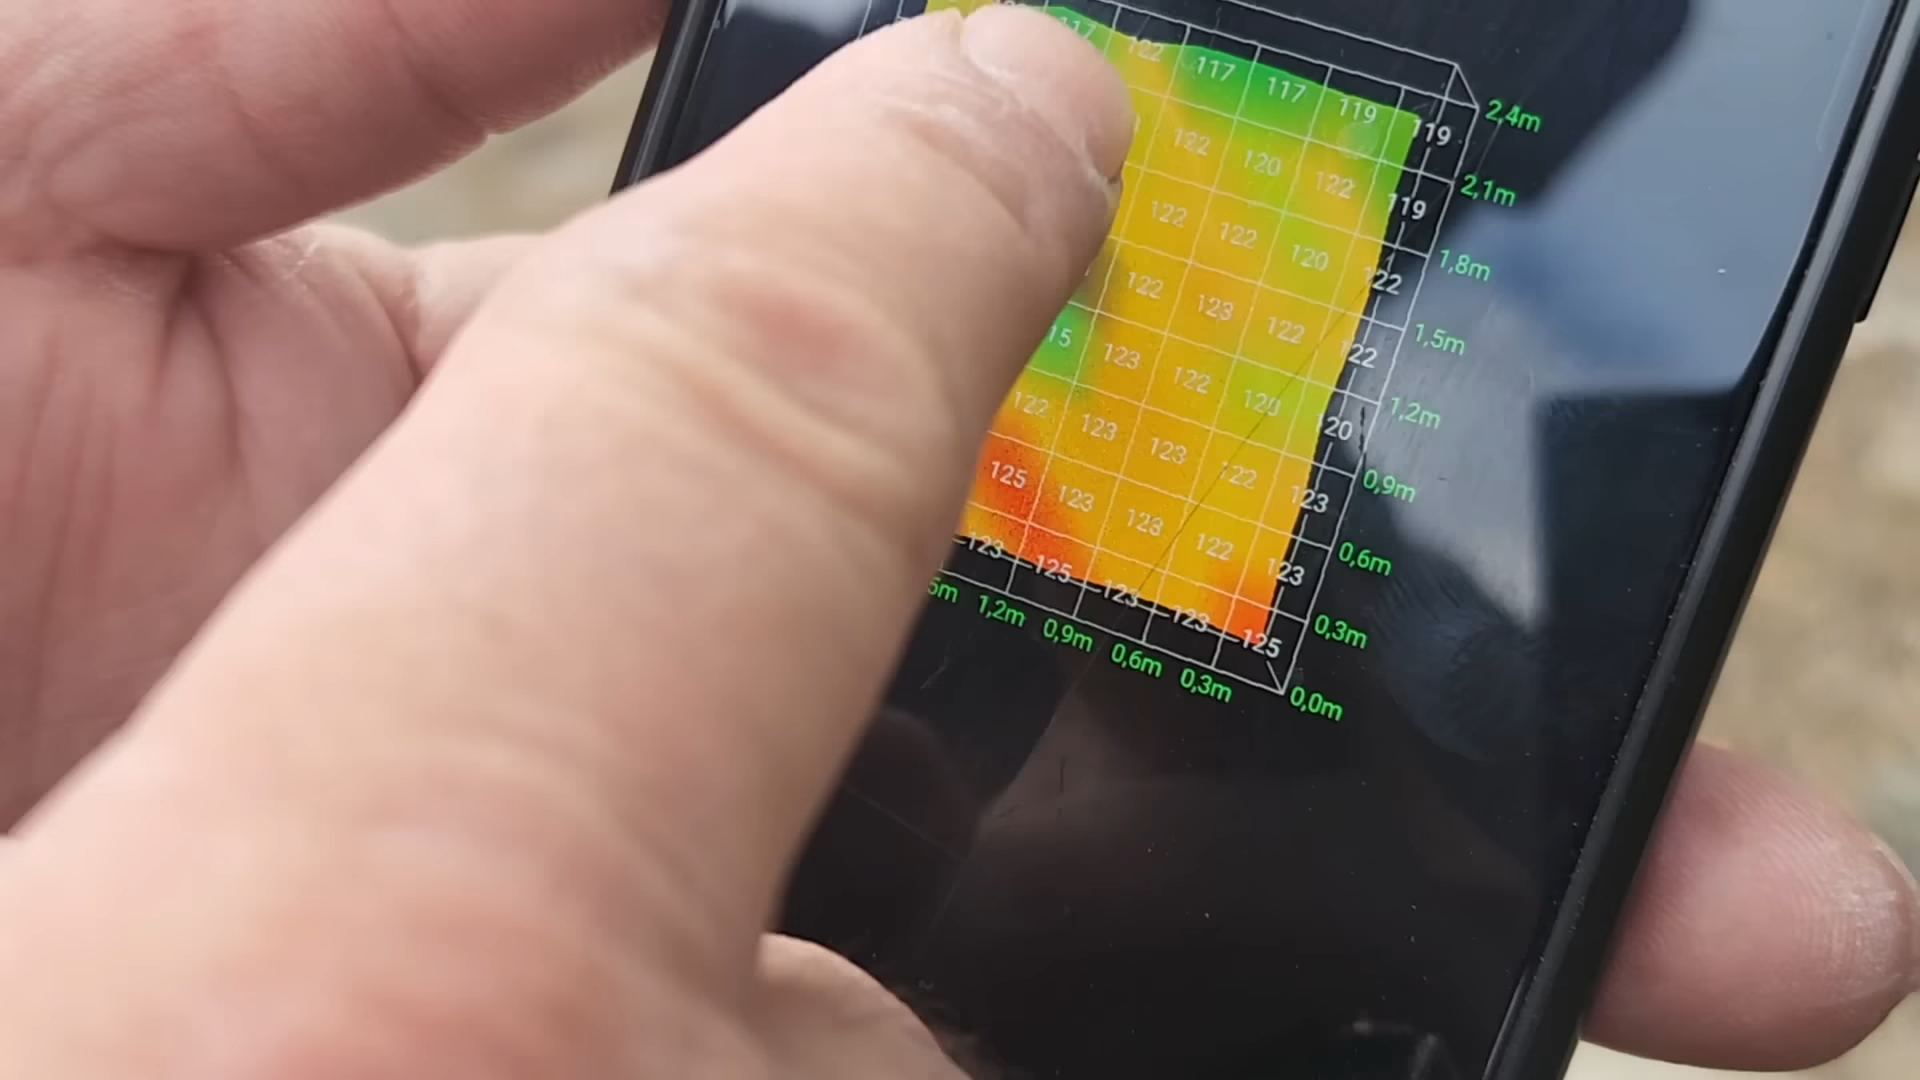 117 122 117 117 119 119 2,4m
122 120 122 119 2,1m
122 122 120 122 1,8m
122 123 122 122 1,5m
15 123 122 120 120 1,2m
122 123 123 122 123 0,9m
125 123 123 122 123 0,6m
123 125 123 123 125 0,3m
5m 1,2m 0,9m 0,6m 0,3m 0,0m